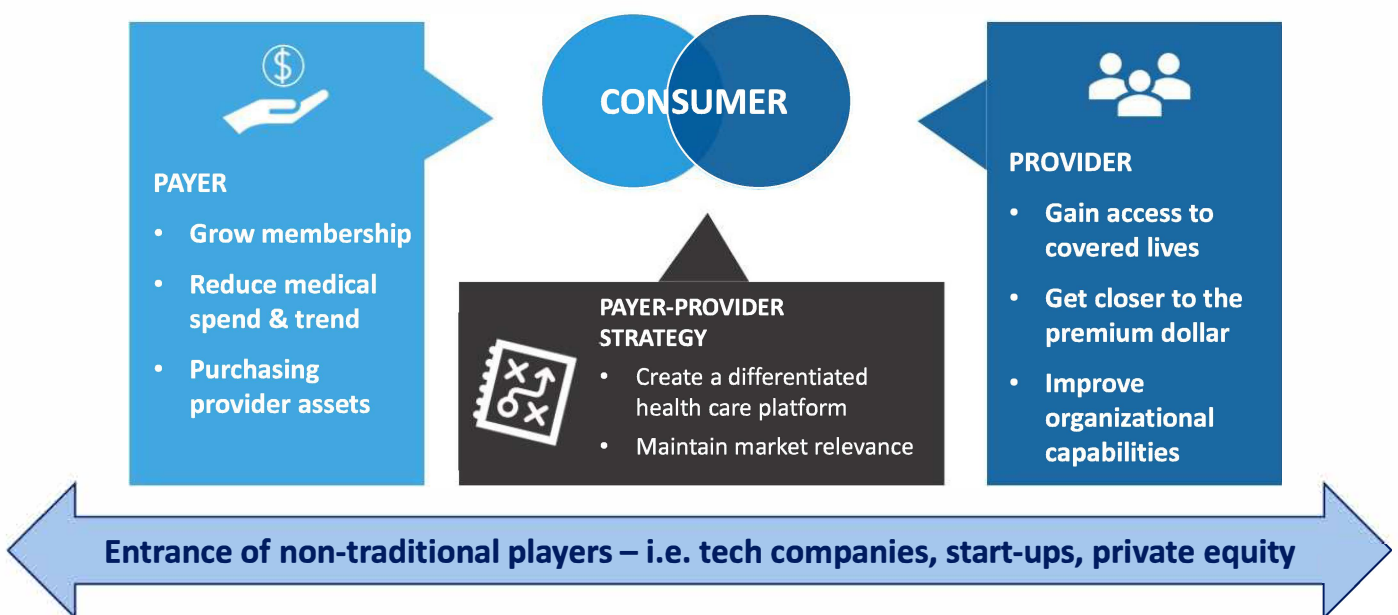 CONSUMER
PAYER
• Grow membership
• Reduce medical
spend & trend
• Purchasing
provider assets
PAYER-PROVIDER
STRATEGY
• Create a differentiated
health care platform
• Maintain market relevance
PROVIDER
• Gain access to
covered lives
• Get closer to the
premium dollar
• Improve
organizational
capabilities
Entrance of non-traditional players – i.e. tech companies, start-ups, private equity